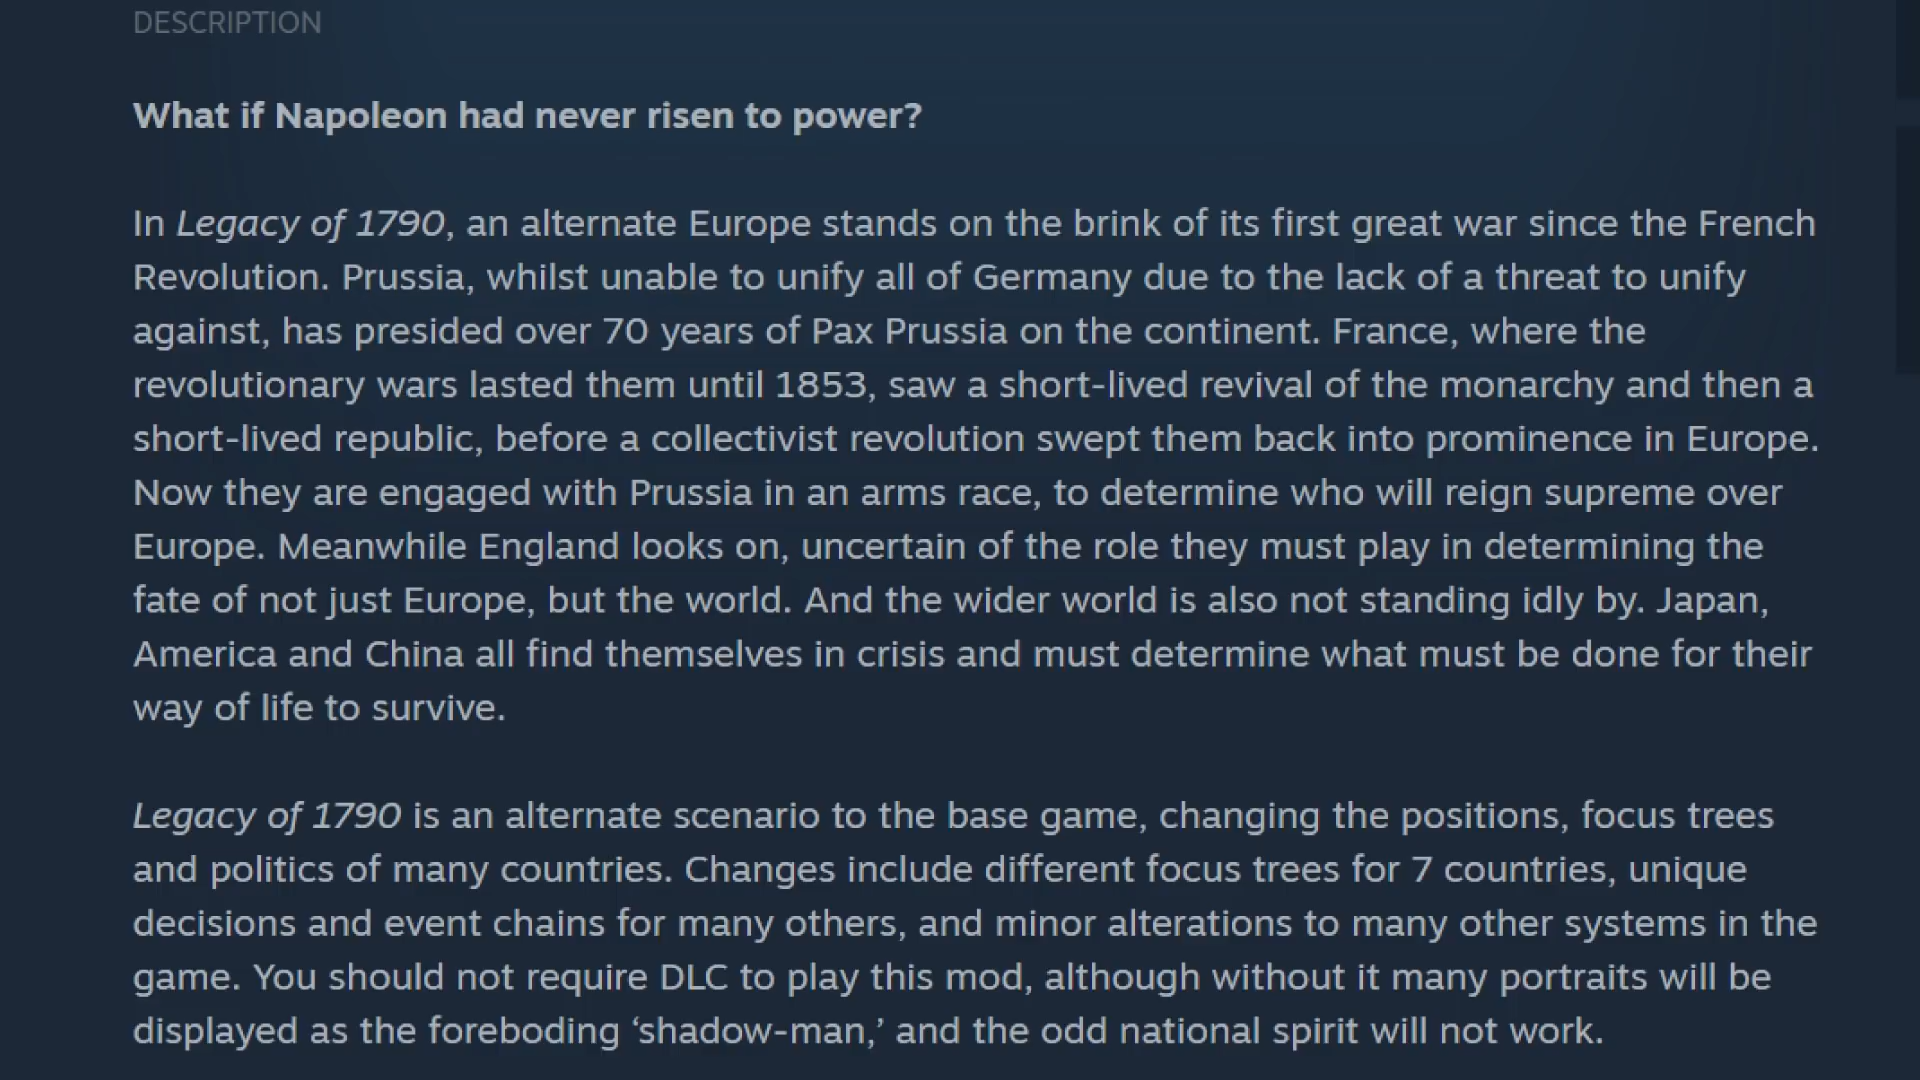 DESCRIPTION
What if Napoleon had never risen to power?
In Legacy of 1790, an alternate Europe stands on the brink of its first great war since the French
Revolution. Prussia, whilst unable to unify all of Germany due to the lack of a threat to unify
against, has presided over 70 years of Pax Prussia on the continent. France, where the
revolutionary wars lasted them until 1853, saw a short-lived revival of the monarchy and then a
short-lived republic, before a collectivist revolution swept them back into prominence in Europe.
Now they are engaged with Prussia in an arms race, to determine who will reign supreme over
Europe. Meanwhile England looks on, uncertain of the role they must play in determining the
fate of not just Europe, but the world. And the wider world is also not standing idly by. Japan,
America and China all find themselves in crisis and must determine what must be done for their
way of life to survive.
Legacy of 1790 is an alternate scenario to the base game, changing the positions, focus trees
and politics of many countries. Changes include different focus trees for 7 countries, unique
decisions and event chains for many others, and minor alterations to many other systems in the
game. You should not require DLC to play this mod, although without it many portraits will be
displayed as the foreboding ‘shadow-man,’ and the odd national spirit will not work.